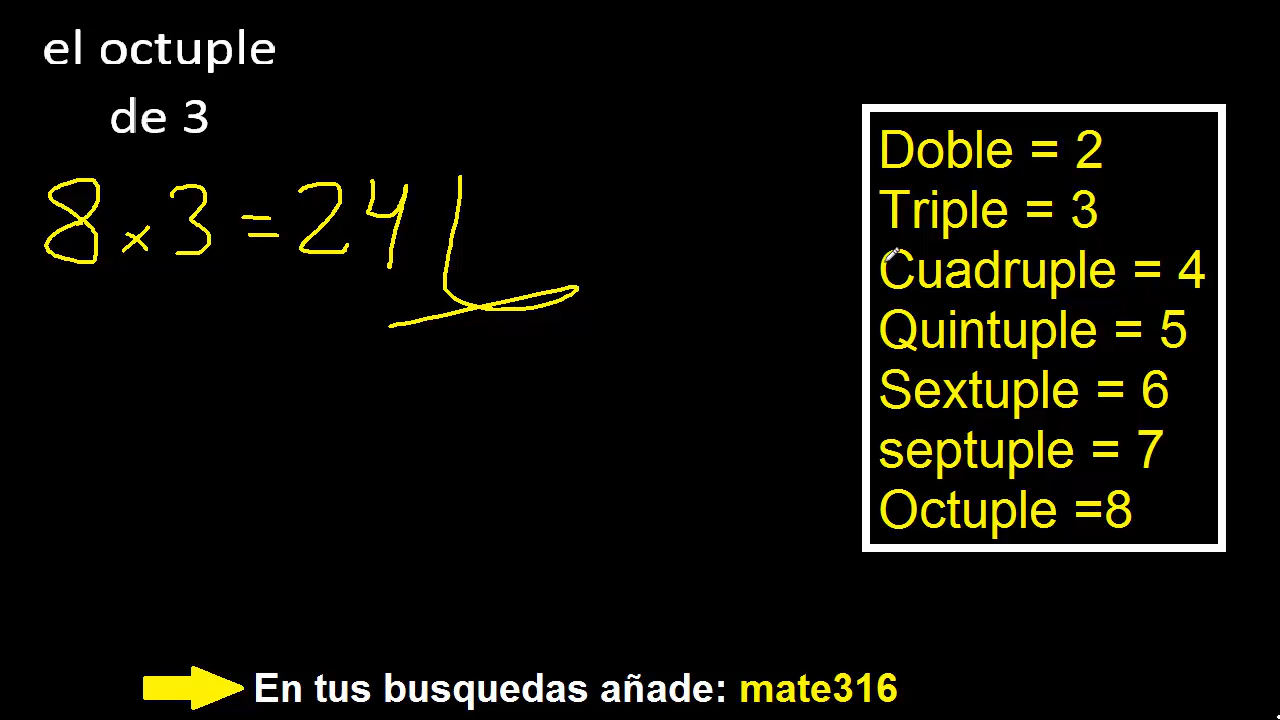 el octuple
de 3
8 x 3 = 24
Doble = 2
Triple = 3
Cuadruple = 4
Quintuple = 5
Sextuple = 6
septuple = 7
Octuple =8
En tus busquedas añade: mate316